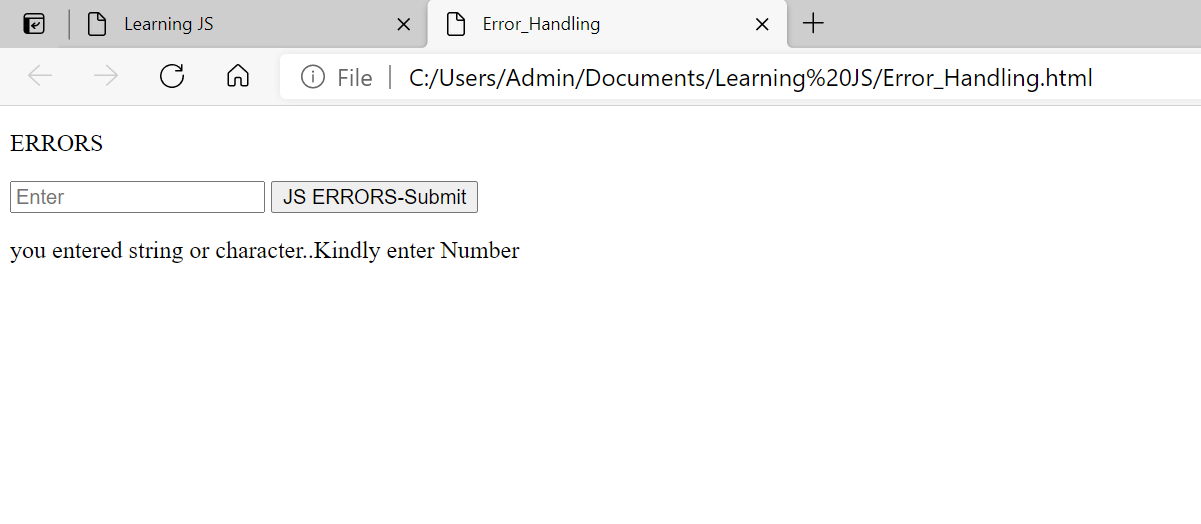 Learning JS
Error_Handling
File
C:/Users/Admin/Documents/Learning%20JS/Error_Handling.html
ERRORS
Enter
JS ERRORS-Submit
you entered string or character..Kindly enter Number